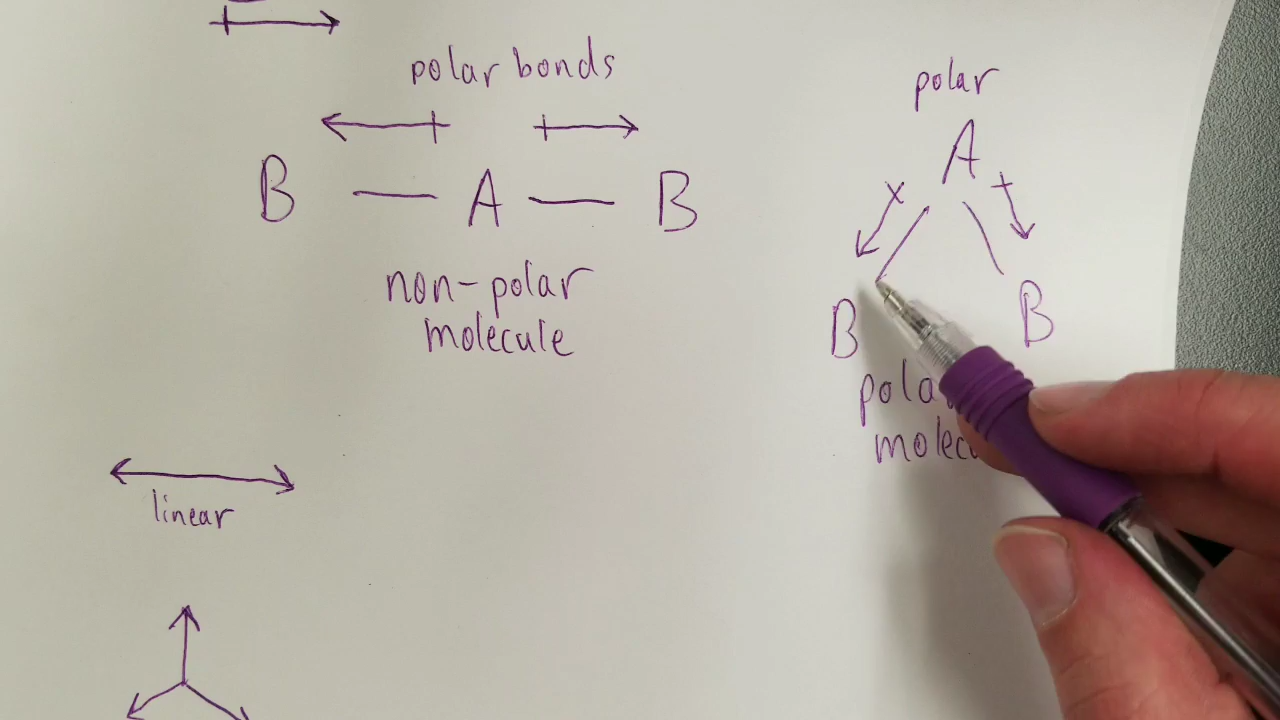 polar bonds
B — A — B
non-polar
molecule
polar
A
B B
linear